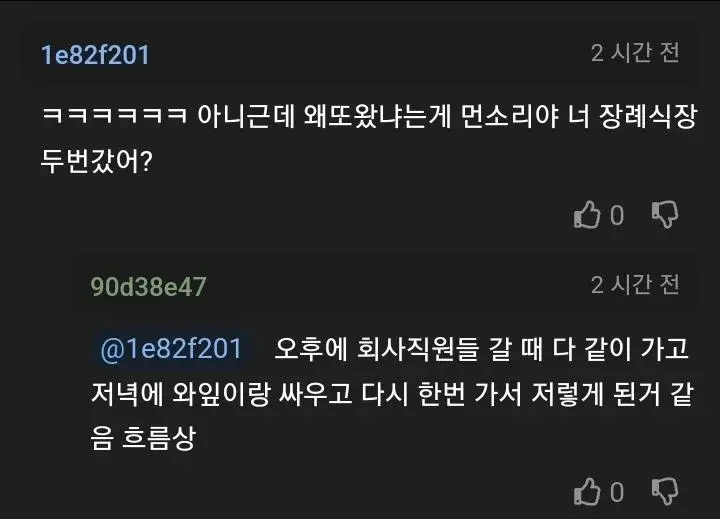 1e82f201 2 시간 전
ㅋㅋㅋㅋㅋㅋ 아니근데 왜또왔냐는게 먼소리야 너 장례식장
두번갔어?
0
90d38e47 2 시간 전
@1e82f201 오후에 회사직원들 갈 때 다 같이 가고
저녁에 와잎이랑 싸우고 다시 한번 가서 저렇게 된거 같
음 흐름상
0